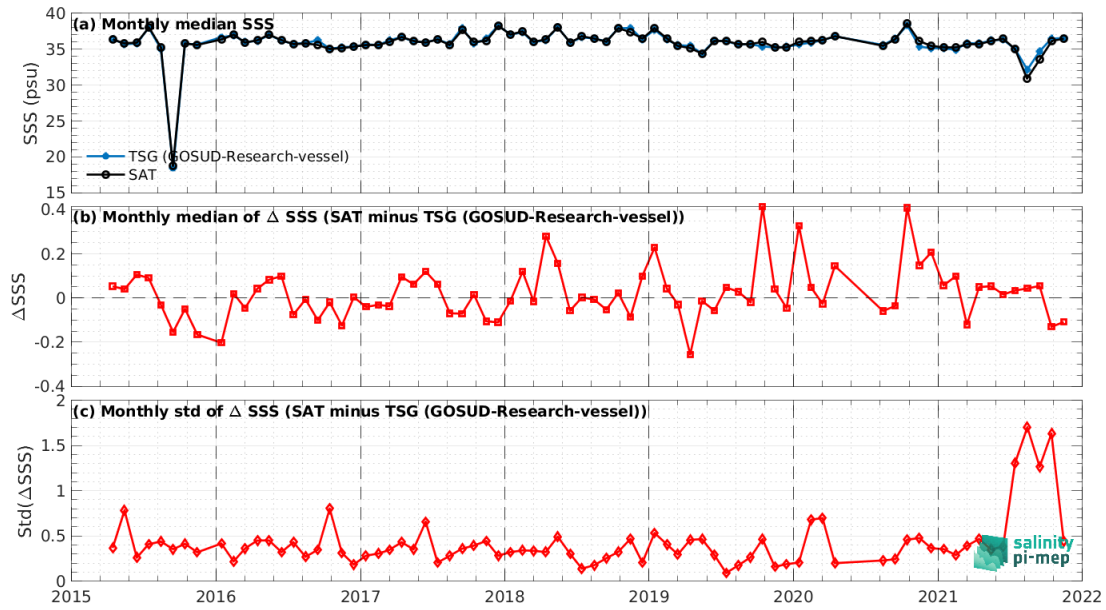 (a) Monthly median SSS
40
35
30
25
20
15
SSS (psu)
TSG (GOSUD-Research-vessel)
SAT
(b) Monthly median of Δ SSS (SAT minus TSG (GOSUD-Research-vessel))
0.4
0.2
0
-0.2
-0.4
ΔSSS
(c) Monthly std of Δ SSS (SAT minus TSG (GOSUD-Research-vessel))
2
1.5
1
0.5
0
Std(ΔSSS)
salinity
pi-mep
2015 2016 2017 2018 2019 2020 2021 2022